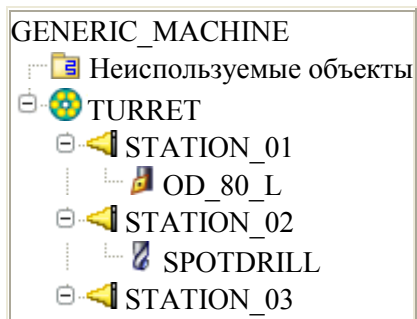 GENERIC_MACHINE
Неиспользуемые объекты
TURRET
STATION_01
OD_80_L
STATION_02
SPOTDRILL
STATION_03